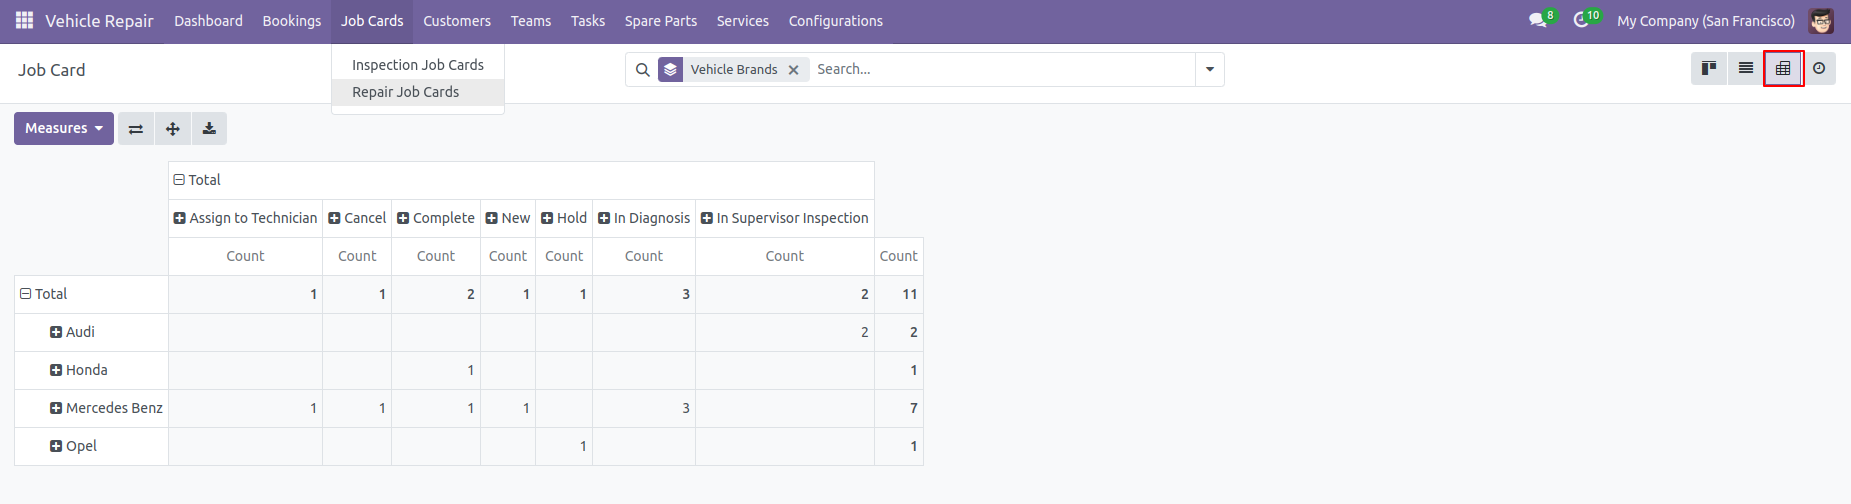 Vehicle Repair Dashboard Bookings Job Cards Customers Teams Tasks Spare Parts Services Configurations 8 10 My Company (San Francisco)
Job Card
Inspection Job Cards
Repair Job Cards
Vehicle Brands Search...
Measures
Total
Assign to Technician Cancel Complete New Hold In Diagnosis In Supervisor Inspection
Count Count Count Count Count Count Count Count
Total 1 1 2 1 1 3 2 11
Audi 2 2
Honda 1 1
Mercedes Benz 1 1 1 1 3 7
Opel 1 1